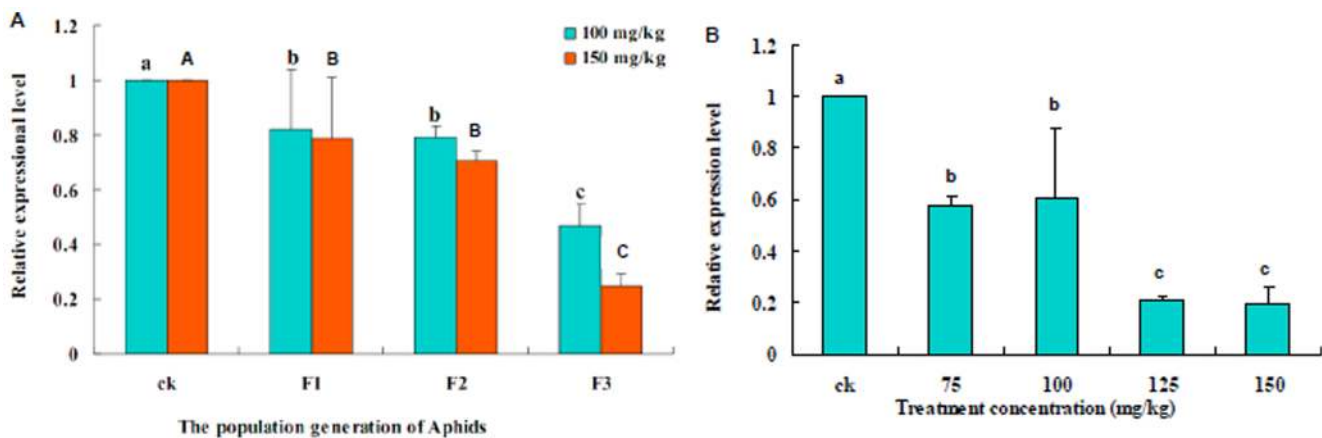 A
Relative expressional level
1.2
1
0.8
0.6
0.4
0.2
0
100 mg/kg
150 mg/kg
a A b B b B c C
ck F1 F2 F3
The population generation of Aphids
B
Relative expression level
1.2
1
0.8
0.6
0.4
0.2
0
a b b c c
ck 75 100 125 150
Treatment concentration (mg/kg)